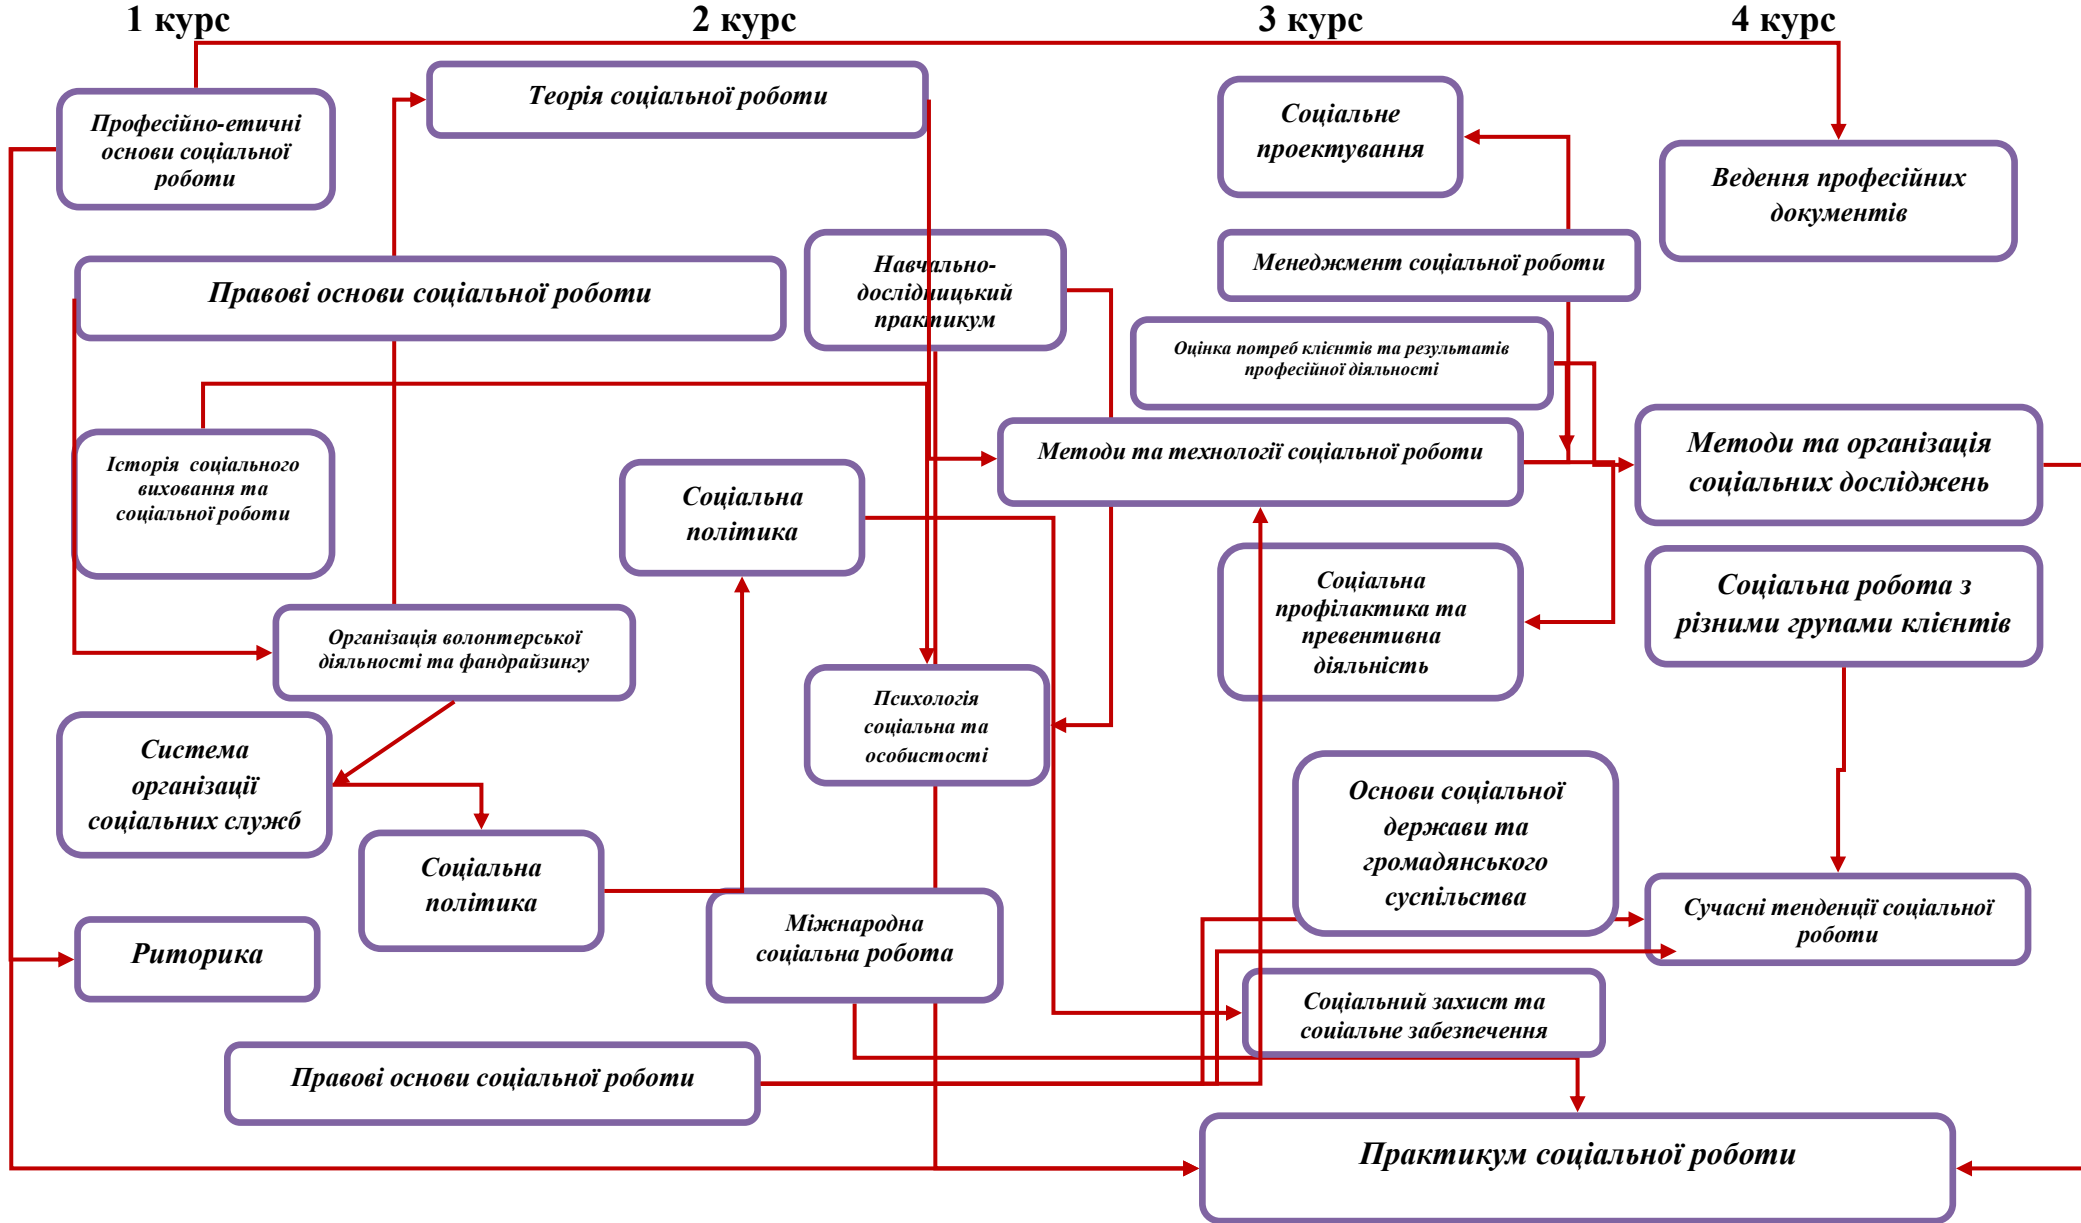 1 курс
2 курс
3 курс
4 курс
Професійно-етичні
основи соціальної
роботи
Теорія соціальної роботи
Соціальне
проектування
Ведення професійних
документів
Правові основи соціальної роботи
Навчально-
дослідницький
практикум
Менеджмент соціальної роботи
Оцінка потреб клієнтів та результатів
професійної діяльності
Історія соціального
виховання та
соціальної роботи
Соціальна
політика
Методи та технології соціальної роботи
Методи та організація
соціальних досліджень
Соціальна
профілактика та
превентивна
діяльність
Соціальна робота з
різними групами клієнтів
Організація волонтерської
діяльності та фандрайзингу
Психологія
соціальна та
особистості
Система
організації
соціальних служб
Соціальна
політика
Основи соціальної
держави та
громадянського
суспільства
Сучасні тенденції соціальної
роботи
Риторика
Міжнародна
соціальна робота
Соціальний захист та
соціальне забезпечення
Правові основи соціальної роботи
Практикум соціальної роботи